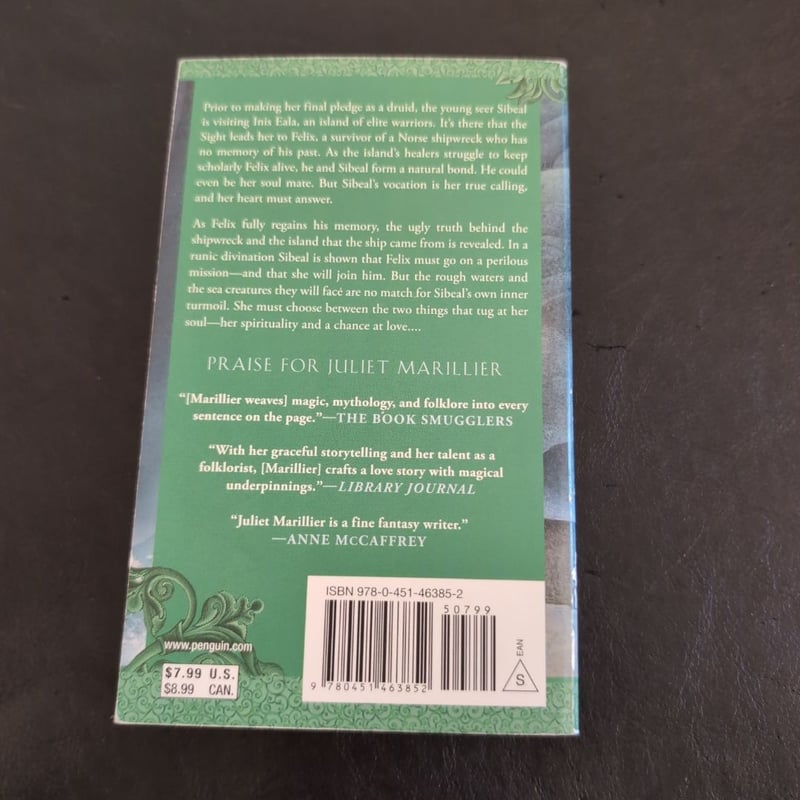 Prior to making her final pledge as a druid, the young seer Sibeal
is visiting Inis Eala, an island of elite warriors. It's there that the
Sight leads her to Felix, a survivor of a Norse shipwreck who has
no memory of his past. As the island's healers struggle to keep
scholarly Felix alive, he and Sibeal form a natural bond. He could
even be her soul mate. But Sibeal's vocation is her true calling,
and her heart must answer.
As Felix fully regains his memory, the ugly truth behind the
shipwreck and the island that the ship came from is revealed. In a
runic divination Sibeal is shown that Felix must go on a perilous
mission—and that she will join him. But the rough waters and
the sea creatures they will face are no match for Sibeal's own inner
turmoil. She must choose between the two things that tug at her
soul—her spirituality and a chance at love....
PRAISE FOR JULIET MARILLIER
"[Marillier weaves] magic, mythology, and folklore into every
sentence on the page."—THE BOOK SMUGGLERS
"With her graceful storytelling and her talent as a
folklorist, [Marillier] crafts a love story with magical
underpinnings."—LIBRARY JOURNAL
"Juliet Marillier is a fine fantasy writer."
—ANNE McCAFFREY
ISBN 978-0-451-46385-2
50799
9 780451 463852
EAN
S
www.penguin.com
$7.99 U.S.
$8.99 CAN.